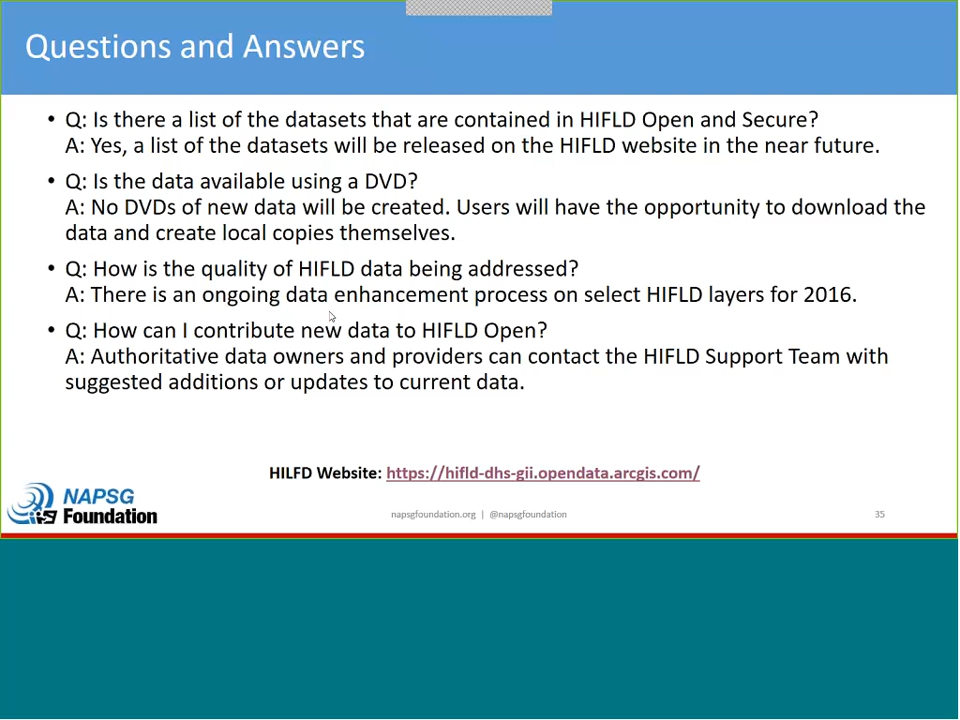 Questions and Answers
• Q: Is there a list of the datasets that are contained in HIFLD Open and Secure?
A: Yes, a list of the datasets will be released on the HIFLD website in the near future.
• Q: Is the data available using a DVD?
A: No DVDs of new data will be created. Users will have the opportunity to download the
data and create local copies themselves.
• Q: How is the quality of HIFLD data being addressed?
A: There is an ongoing data enhancement process on select HIFLD layers for 2016.
• Q: How can I contribute new data to HIFLD Open?
A: Authoritative data owners and providers can contact the HIFLD Support Team with
suggested additions or updates to current data.
HILFD Website: https://hifld-dhs-gii.opendata.arcgis.com/
NAPSG
Foundation
napsgfoundation.org | @napsgfoundation
35